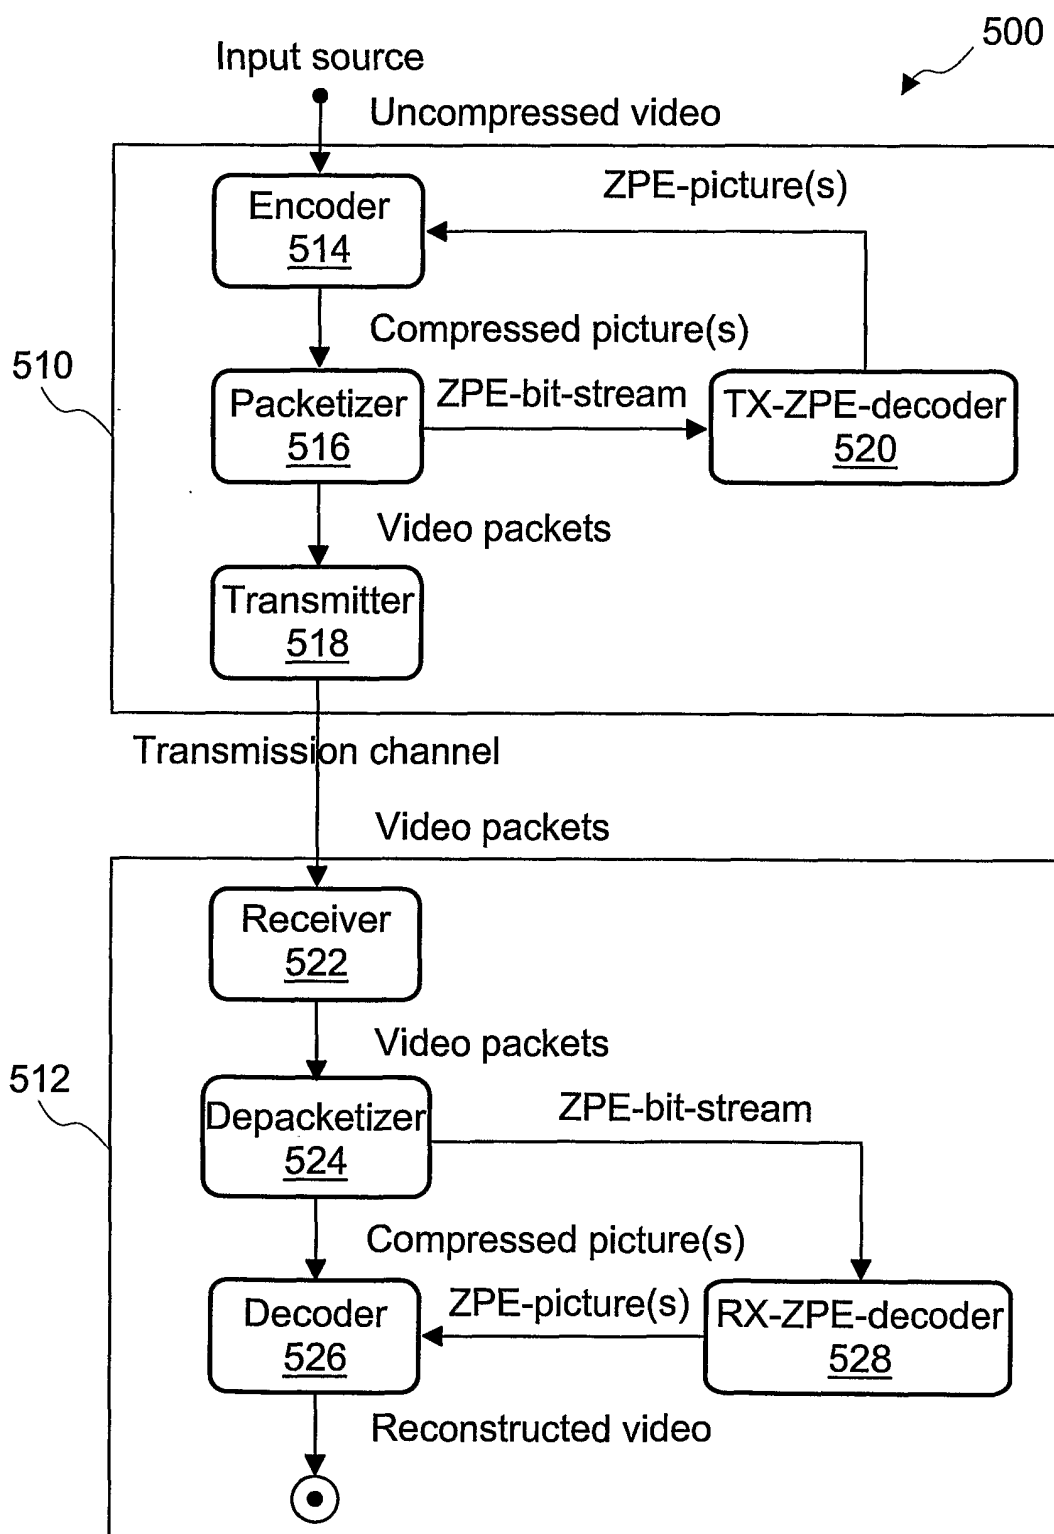 500
Input source
Uncompressed video
ZPE-picture(s)
Encoder
514
Compressed picture(s)
510
Packetizer
516
ZPE-bit-stream
TX-ZPE-decoder
520
Video packets
Transmitter
518
Transmission channel
Video packets
Receiver
522
Video packets
512
Depacketizer
524
ZPE-bit-stream
Compressed picture(s)
Decoder
526
ZPE-picture(s)
RX-ZPE-decoder
528
Reconstructed video